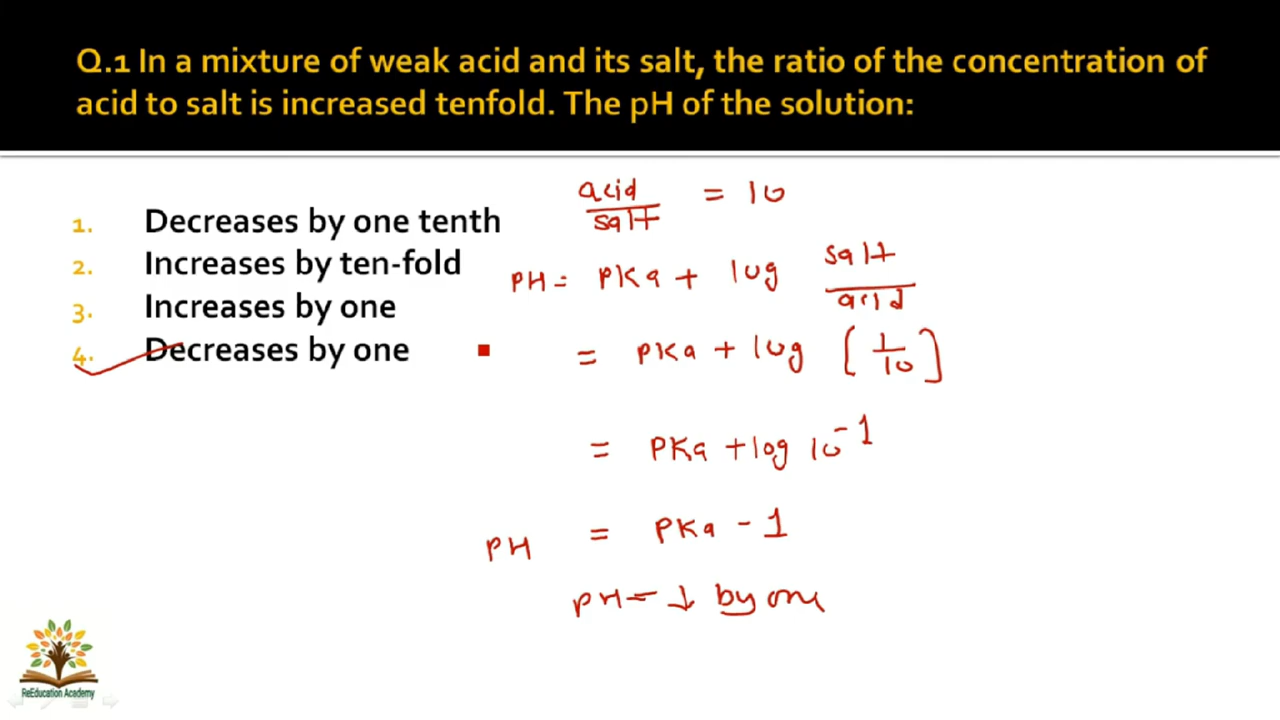 Q.1 In a mixture of weak acid and its salt, the ratio of the concentration of
acid to salt is increased tenfold. The pH of the solution:
1. Decreases by one tenth
2. Increases by ten-fold
3. Increases by one
4. Decreases by one
acid/salt = 10
PH = PKa + log salt/acid
= PKa + log [1/10]
= PKa + log 10⁻¹
PH = PKa - 1
PH = ↓ by one
ReEducation Academy